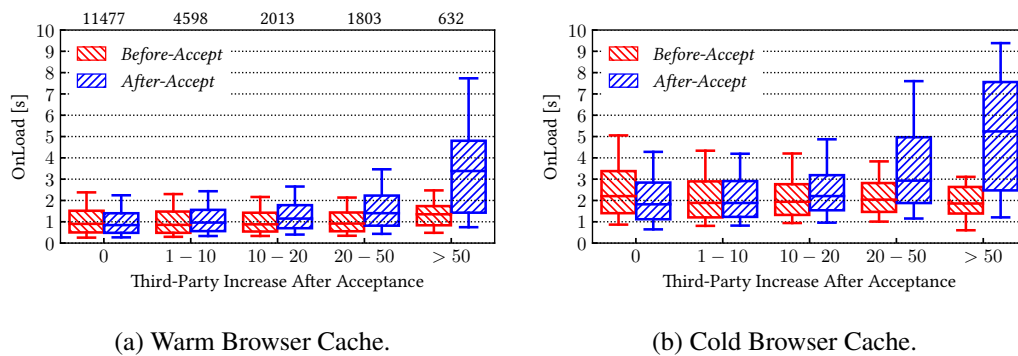 11477 4598 2013 1803 632
10
9
8
7
6
5
4
3
2
1
0
OnLoad [s]
Before-Accept
After-Accept
0 1 − 10 10 − 20 20 − 50 > 50
Third-Party Increase After Acceptance
(a) Warm Browser Cache.
10
9
8
7
6
5
4
3
2
1
0
OnLoad [s]
Before-Accept
After-Accept
0 1 − 10 10 − 20 20 − 50 > 50
Third-Party Increase After Acceptance
(b) Cold Browser Cache.